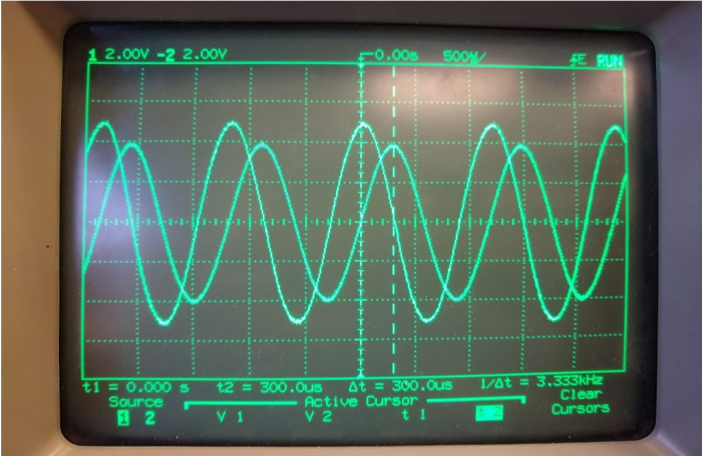 1 2.00V -2 2.00V 0.00s 500µ/ RUN
t1 = 0.000 s t2 = 300.0us Δt = 300.0us 1/Δt = 3.333kHz
Source Active Cursor Clear
1 2 V 1 V 2 t 1 t 2 Cursors